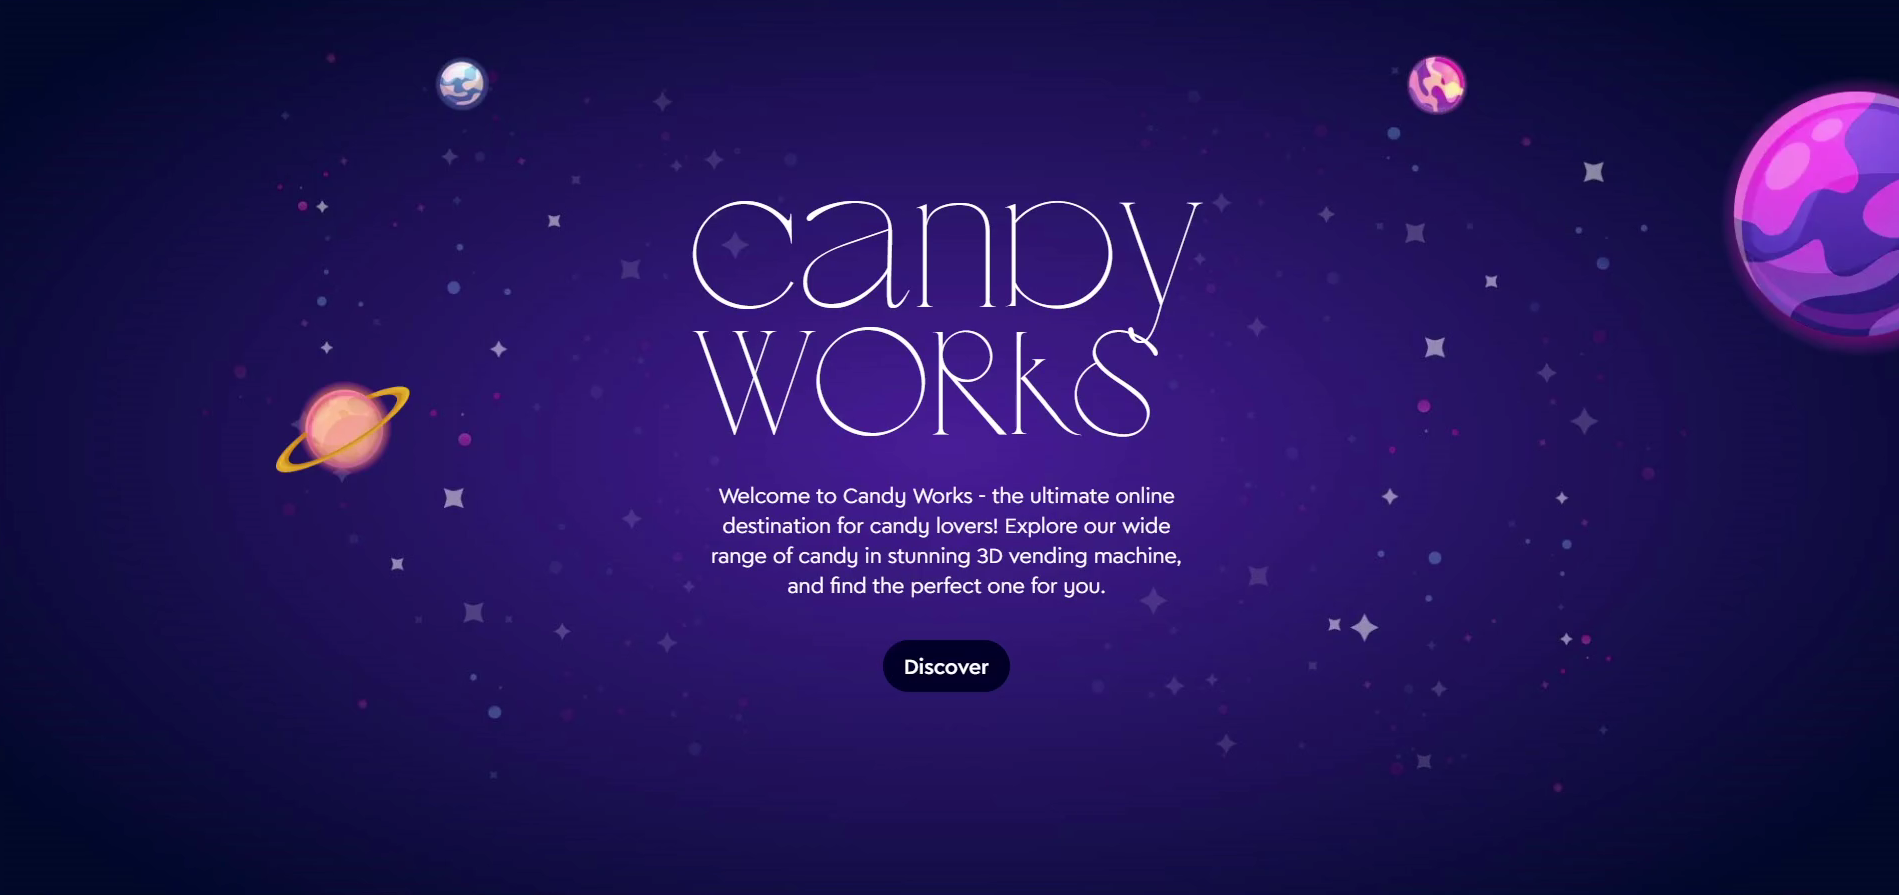 canDy
WORkS
Welcome to Candy Works - the ultimate online
destination for candy lovers! Explore our wide
range of candy in stunning 3D vending machine,
and find the perfect one for you.
Discover